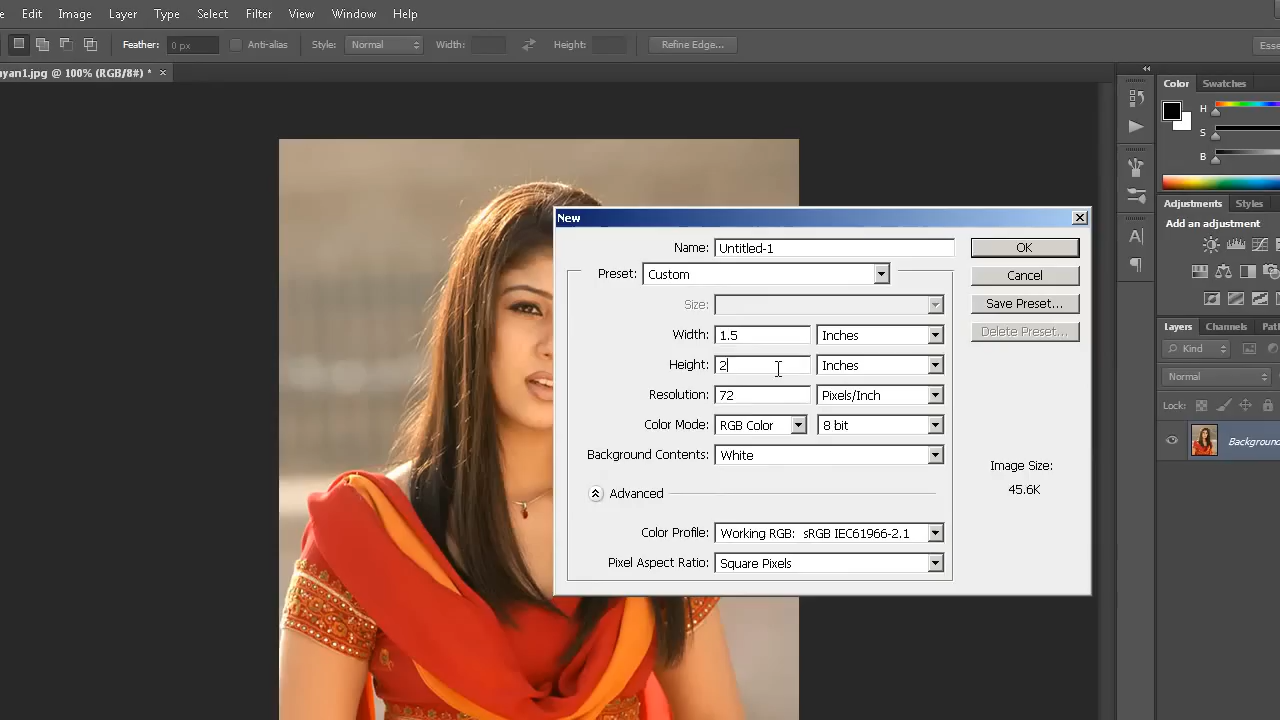 Edit Image Layer Type Select Filter View Window Help
Feather: 0 px Anti-alias Style: Normal Width: Height: Refine Edge... Esse
yan1.jpg @ 100% (RGB/8#) * ×
Color Swatches
H
S
B
Adjustments Styles
Add an adjustment
Layers Channels Pat
Kind
Normal
Lock:
Background
New
Name: Untitled-1 OK
Preset: Custom Cancel
Size: Save Preset...
Width: 1.5 Inches Delete Preset...
Height: 2 Inches
Resolution: 72 Pixels/Inch
Color Mode: RGB Color 8 bit
Background Contents: White
Image Size:
45.6K
Advanced
Color Profile: Working RGB: sRGB IEC61966-2.1
Pixel Aspect Ratio: Square Pixels